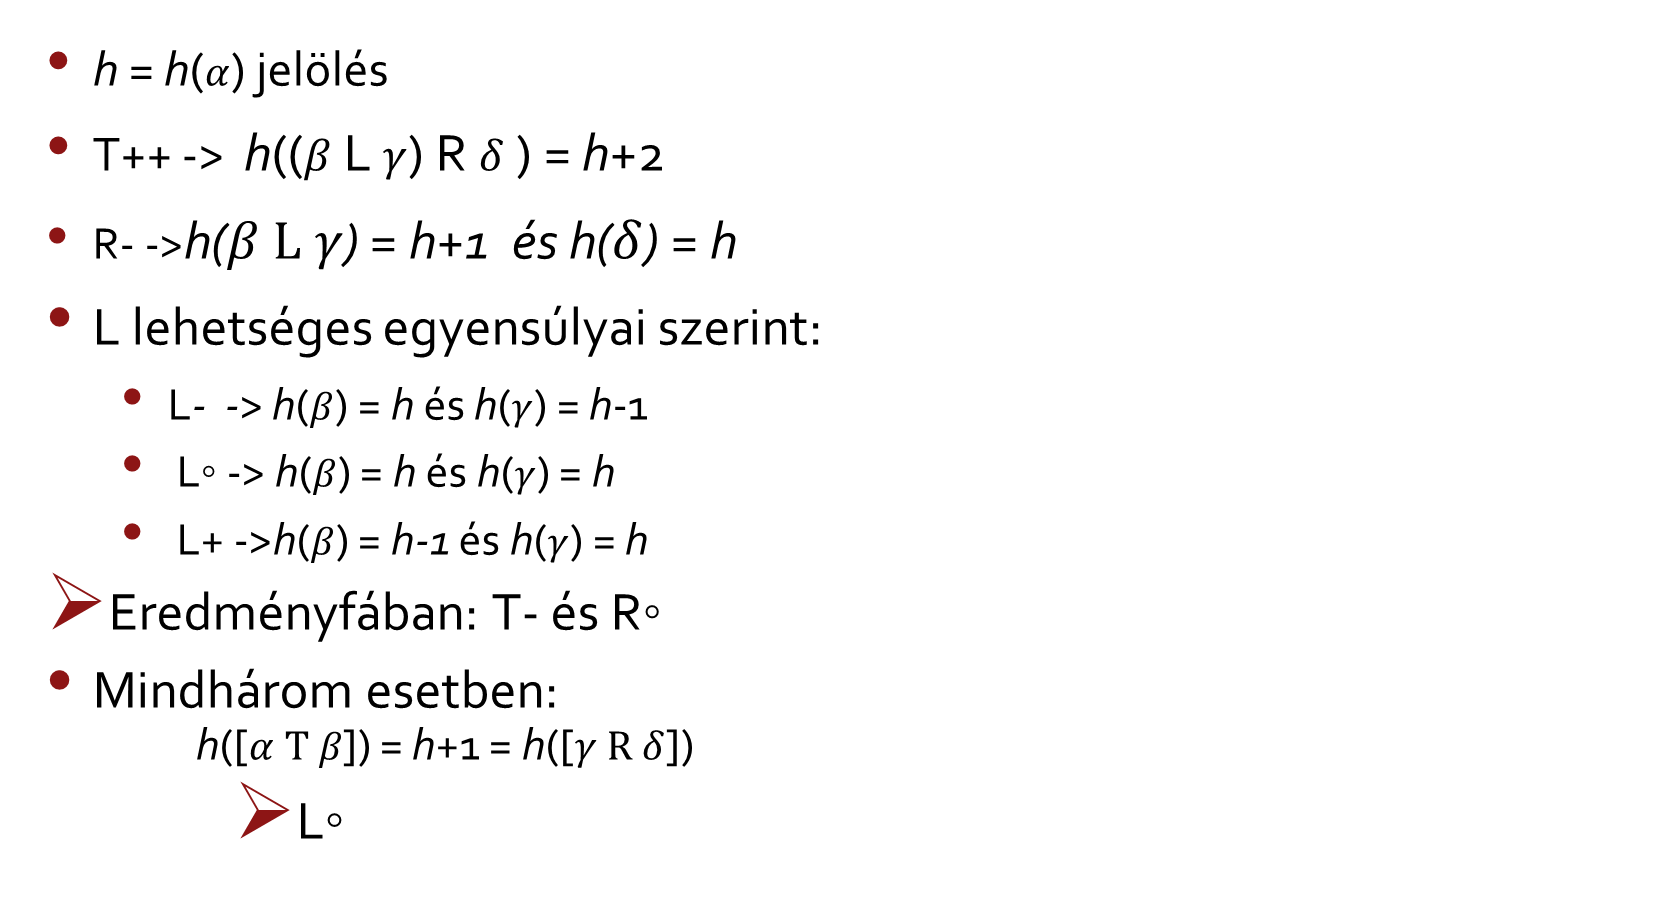 • h = h(α) jelölés
• T++ -> h((β L γ) R δ ) = h+2
• R- ->h(β L γ) = h+1 és h(δ) = h
• L lehetséges egyensúlyai szerint:
• L- -> h(β) = h és h(γ) = h-1
• L◦ -> h(β) = h és h(γ) = h
• L+ ->h(β) = h-1 és h(γ) = h
➢Eredményfában: T- és R◦
• Mindhárom esetben:
h([α T β]) = h+1 = h([γ R δ])
➢L◦